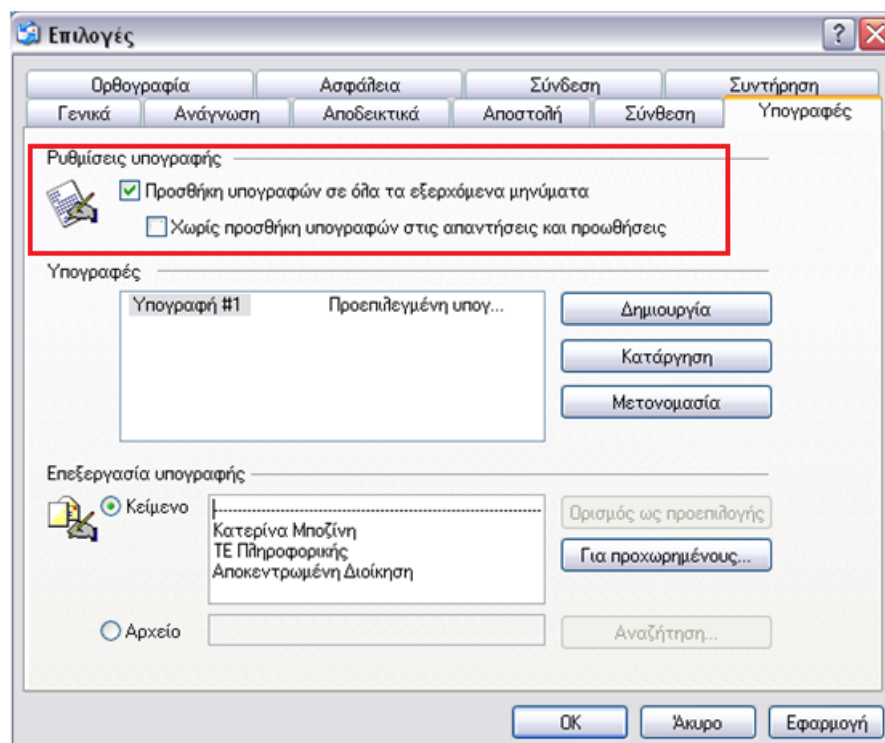 Επιλογές
Ορθογραφία Ασφάλεια Σύνδεση Συντήρηση
Γενικά Ανάγνωση Αποδεικτικά Αποστολή Σύνθεση Υπογραφές
Ρυθμίσεις υπογραφής
Προσθήκη υπογραφών σε όλα τα εξερχόμενα μηνύματα
Χωρίς προσθήκη υπογραφών στις απαντήσεις και προωθήσεις
Υπογραφές
Υπογραφή #1 Προεπιλεγμένη υπογ...
Δημιουργία
Κατάργηση
Μετονομασία
Επεξεργασία υπογραφής
Κείμενο
Κατερίνα Μποζίνη
ΤΕ Πληροφορικής
Αποκεντρωμένη Διοίκηση
Ορισμός ως προεπιλογής
Για προχωρημένους...
Αρχείο
Αναζήτηση...
OK Άκυρο Εφαρμογή